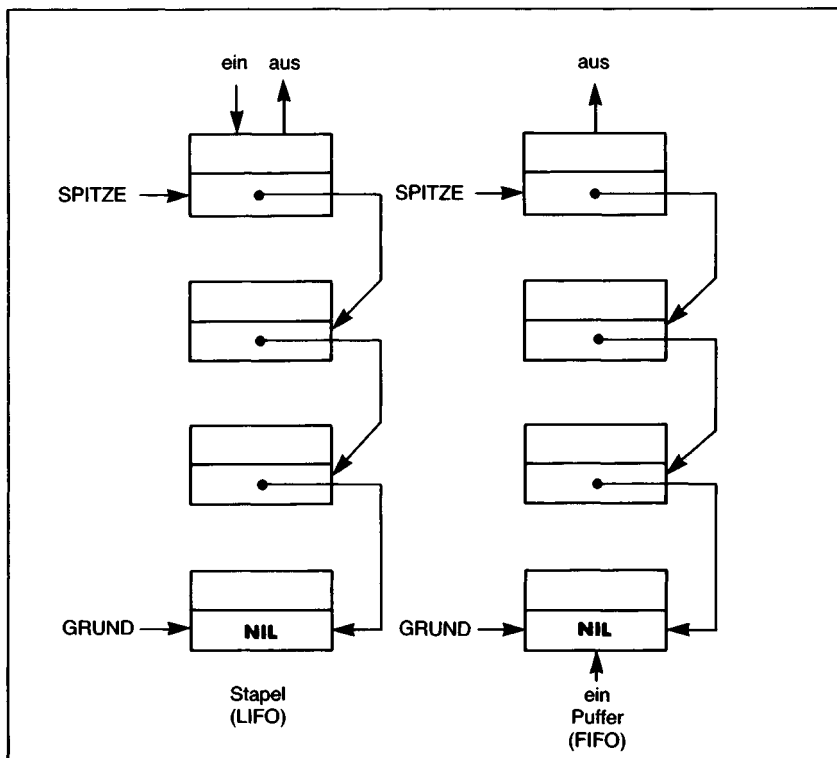 ein aus
SPITZE
GRUND
NIL
Stapel
(LIFO)
aus
SPITZE
GRUND
NIL
ein
Puffer
(FIFO)